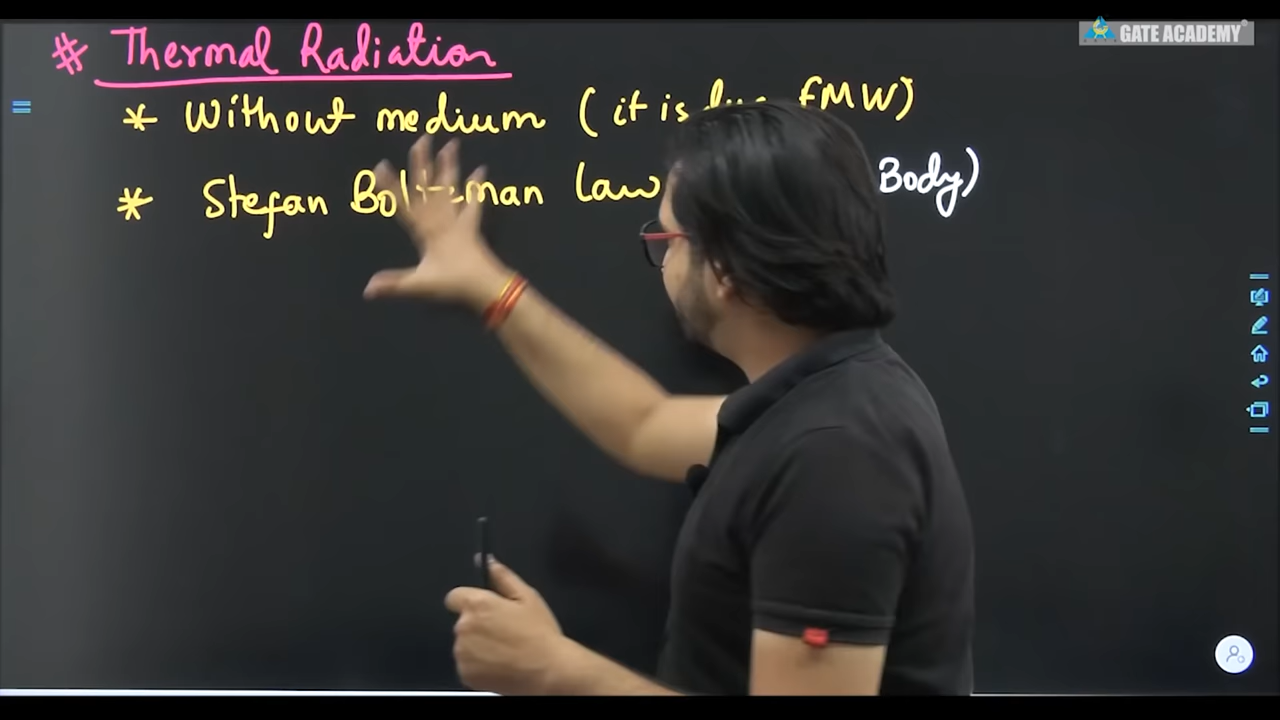 GATE ACADEMY
# Thermal Radiation
* Without medium ( it is EMW)
* Stefan law Body)